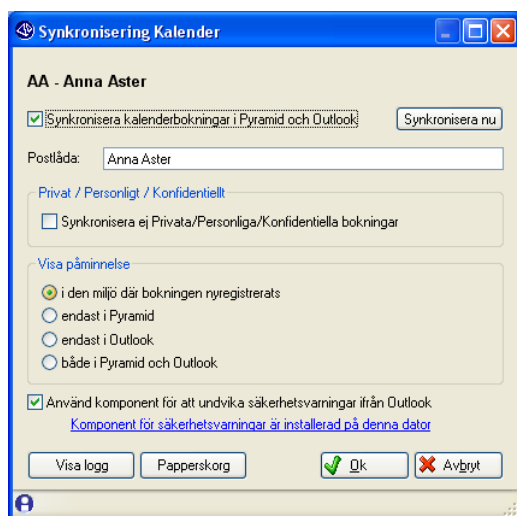 Synkronisering Kalender
AA - Anna Aster
Synkronisera kalenderbokningar i Pyramid och Outlook
Synkronisera nu
Postlåda: Anna Aster
Privat / Personligt / Konfidentiellt
Synkronisera ej Privata/Personliga/Konfidentiella bokningar
Visa påminnelse
i den miljö där bokningen nyregistrerats
endast i Pyramid
endast i Outlook
både i Pyramid och Outlook
Använd komponent för att undvika säkerhetsvarningar ifrån Outlook
Komponent för säkerhetsvarningar är installerad på denna dator
Visa logg Papperskorg Ok Avbryt